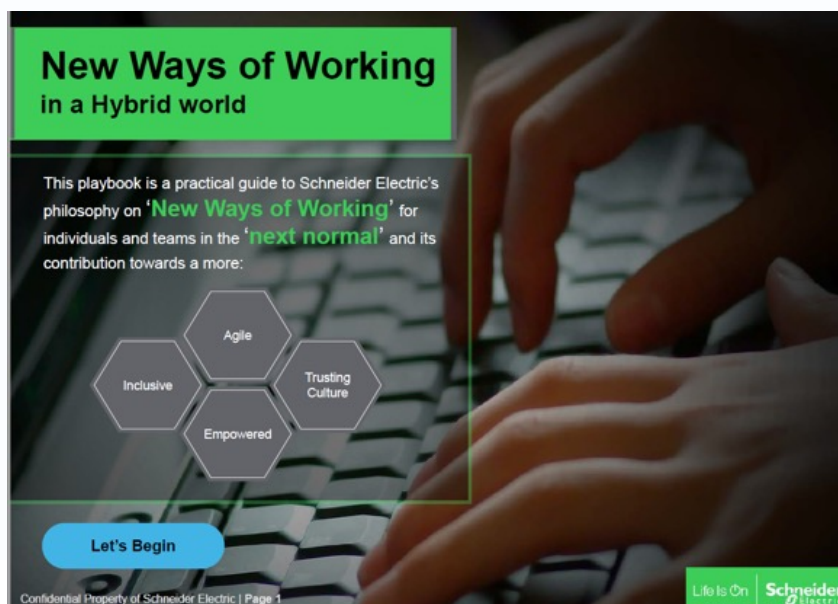 New Ways of Working
in a Hybrid world
This playbook is a practical guide to Schneider Electric's
philosophy on 'New Ways of Working' for
individuals and teams in the 'next normal' and its
contribution towards a more:
Agile
Inclusive
Trusting
Culture
Empowered
Let's Begin
Confidential Property of Schneider Electric | Page 1
Life Is On
Schneider
Electric